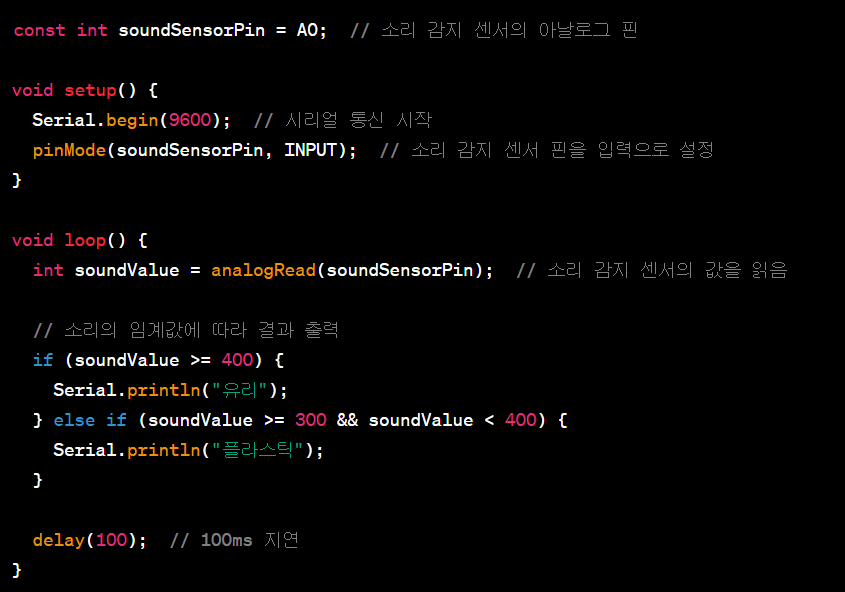 const int soundSensorPin = A0;  // 소리 감지 센서의 아날로그 핀

void setup() {
  Serial.begin(9600);  // 시리얼 통신 시작
  pinMode(soundSensorPin, INPUT);  // 소리 감지 센서 핀을 입력으로 설정
}

void loop() {
  int soundValue = analogRead(soundSensorPin);  // 소리 감지 센서의 값을 읽음

  // 소리의 임계값에 따라 결과 출력
  if (soundValue >= 400) {
    Serial.println("유리");
  } else if (soundValue >= 300 && soundValue < 400) {
    Serial.println("플라스틱");
  }

  delay(100);  // 100ms 지연
}